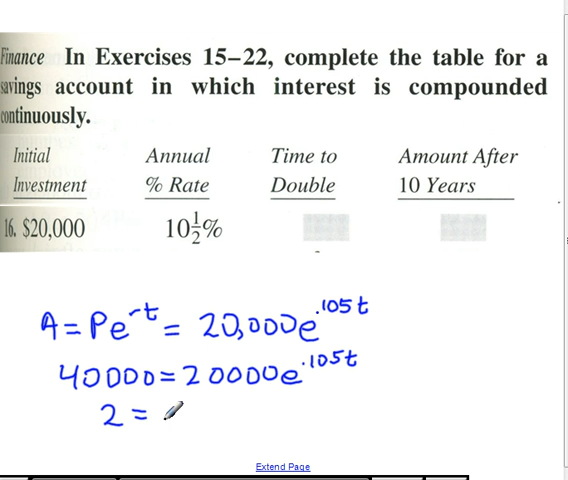 Finance In Exercises 15–22, complete the table for a
savings account in which interest is compounded
continuously.
Initial Investment Annual % Rate Time to Double Amount After 10 Years
16. $20,000 10½%
A = Pe^rt = 20,000e^.105t
40000 = 20000e^.105t
2 =
Extend Page